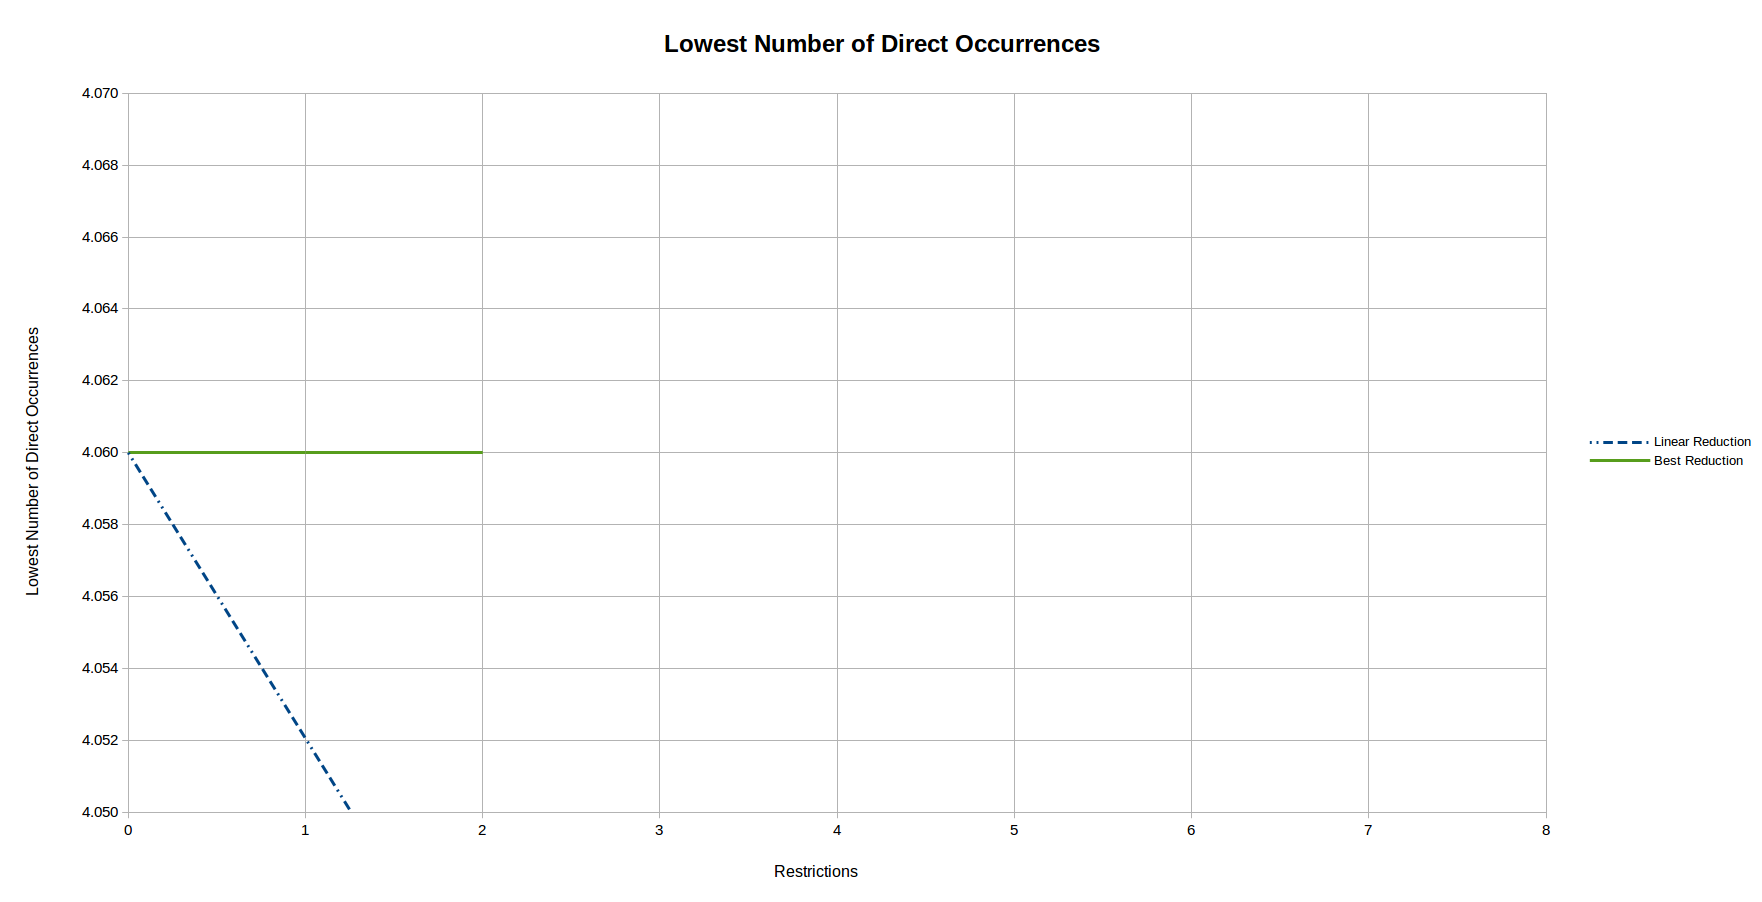 Lowest Number of Direct Occurrences
4.070
4.068
4.066
4.064
4.062
4.060
4.058
4.056
4.054
4.052
4.050
Lowest Number of Direct Occurrences
0 1 2 3 4 5 6 7 8
Restrictions
Linear Reduction
Best Reduction